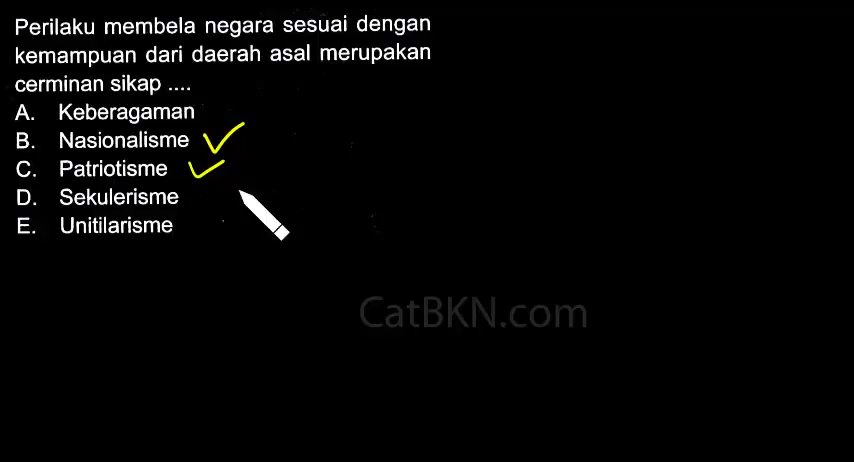 Perilaku membela negara sesuai dengan
kemampuan dari daerah asal merupakan
cerminan sikap ....
A. Keberagaman
B. Nasionalisme
C. Patriotisme
D. Sekulerisme
E. Unitilarisme
CatBKN.com